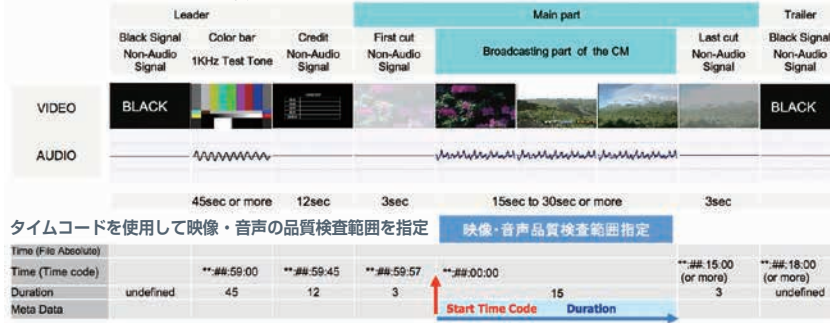 Leader Main part Trailer
Black Signal Color bar Credit First cut Broadcasting part of the CM Last cut Black Signal
Non-Audio Signal 1KHz Test Tone Non-Audio Signal Non-Audio Signal Non-Audio Signal Non-Audio Signal
VIDEO BLACK BLACK
AUDIO
45sec or more 12sec 3sec 15sec to 30sec or more 3sec
タイムコードを使用して映像・音声の品質検査範囲を指定 映像・音声品質検査範囲指定
Time (File Absolute)
Time (Time code) **:##:59:00 **:##:59:45 **:##:59:57 **:##:00:00 **:##:15:00 (or more) **:##:18:00 (or more)
Duration undefined 45 12 3 15 3 undefined
Meta Data Start Time Code Duration